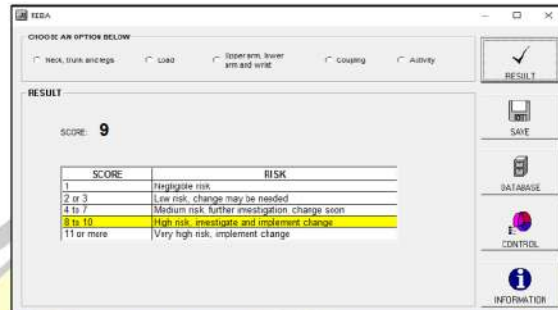 REBA
CHOOSE AN OPTION BELOW
Neck, trunk and legs
Load
Upper arm, lower
arm and wrist
Coupling
Activity
RESULT
RESULT
SCORE: 9
SCORE RISK
1 Negligible risk
2 or 3 Low risk, change may be needed
4 to 7 Medium risk, further investigation, change soon
8 to 10 High risk, investigate and implement change
11 or more Very high risk, implement change
SAVE
DATABASE
CONTROL
INFORMATION